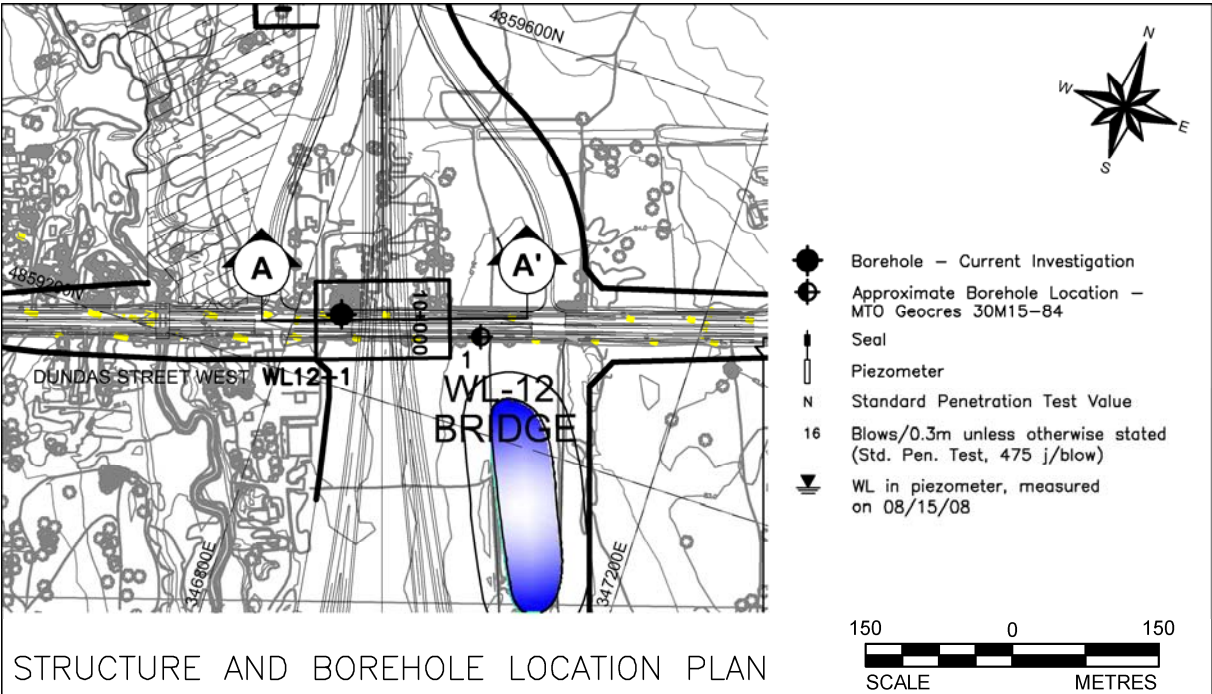 4859600N
N
W
E
S
A
A'
Borehole – Current Investigation
Approximate Borehole Location –
MTO Geocres 30M15-84
4859200N
10+000
Seal
1
Piezometer
DUNDAS STREET WEST WL12-1
WL-12
BRIDGE
N Standard Penetration Test Value
16 Blows/0.3m unless otherwise stated
(Std. Pen. Test, 475 j/blow)
WL in piezometer, measured
on 08/15/08
346800E
347200E
150 0 150
SCALE METRES
STRUCTURE AND BOREHOLE LOCATION PLAN